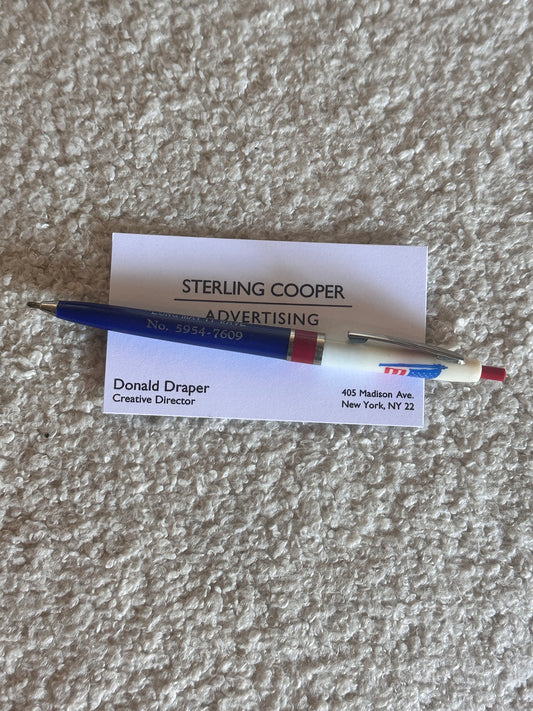 STERLING COOPER
ADVERTISING
No. 5954-7609
Donald Draper
Creative Director
405 Madison Ave.
New York, NY 22